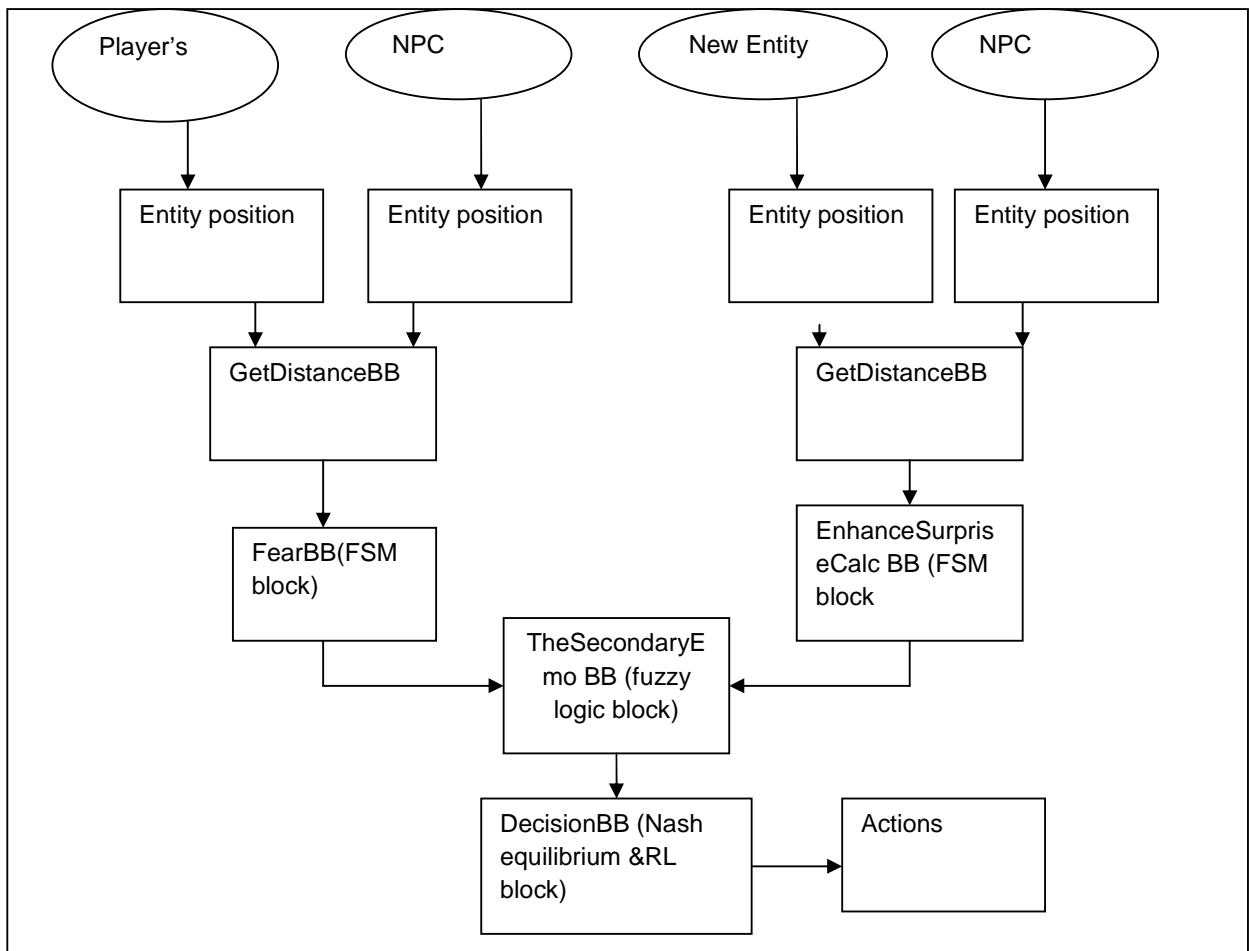 Player's
NPC
New Entity
NPC
Entity position
Entity position
Entity position
Entity position
GetDistanceBB
GetDistanceBB
FearBB(FSM
block)
EnhanceSurpris
eCalc BB (FSM
block
TheSecondaryE
mo BB (fuzzy
logic block)
DecisionBB (Nash
equilibrium &RL
block)
Actions